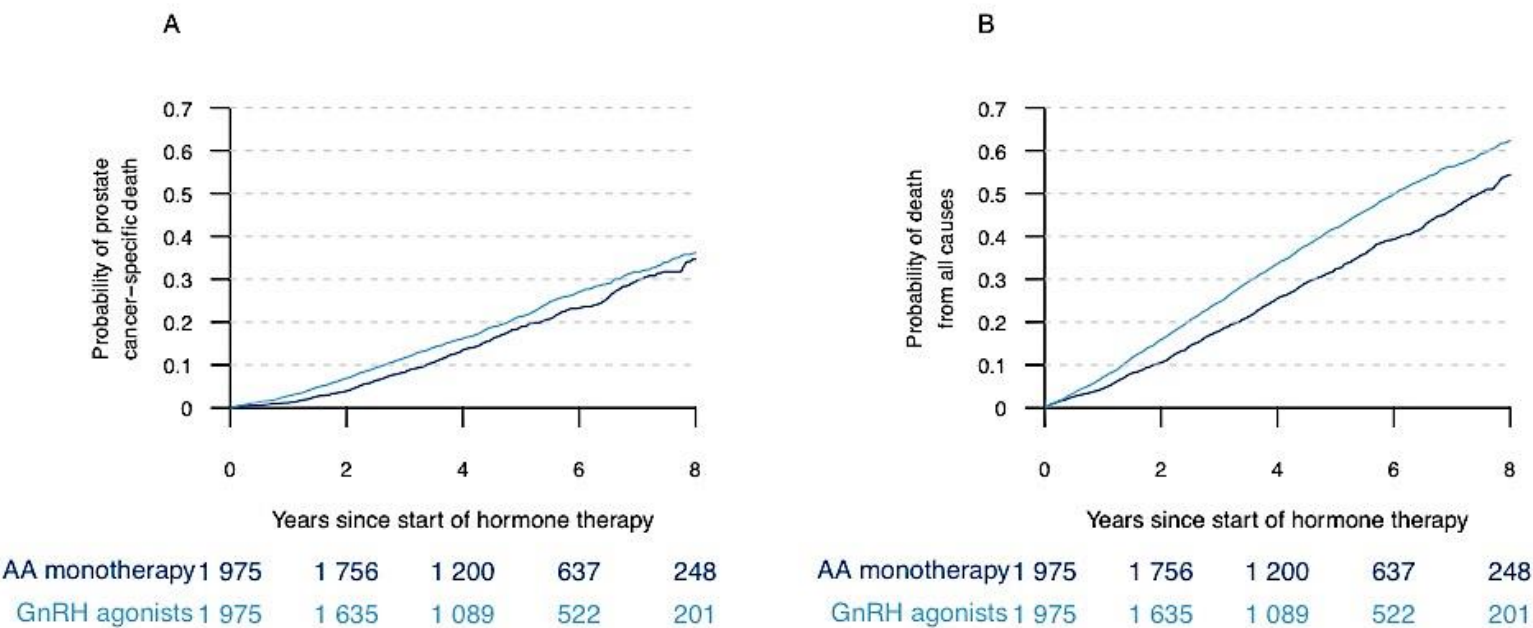 A
Probability of prostate
cancer-specific death
0.7
0.6
0.5
0.4
0.3
0.2
0.1
0
0 2 4 6 8
Years since start of hormone therapy
AA monotherapy 1 975 1 756 1 200 637 248
GnRH agonists 1 975 1 635 1 089 522 201
B
Probability of death
from all causes
0.7
0.6
0.5
0.4
0.3
0.2
0.1
0
0 2 4 6 8
Years since start of hormone therapy
AA monotherapy 1 975 1 756 1 200 637 248
GnRH agonists 1 975 1 635 1 089 522 201